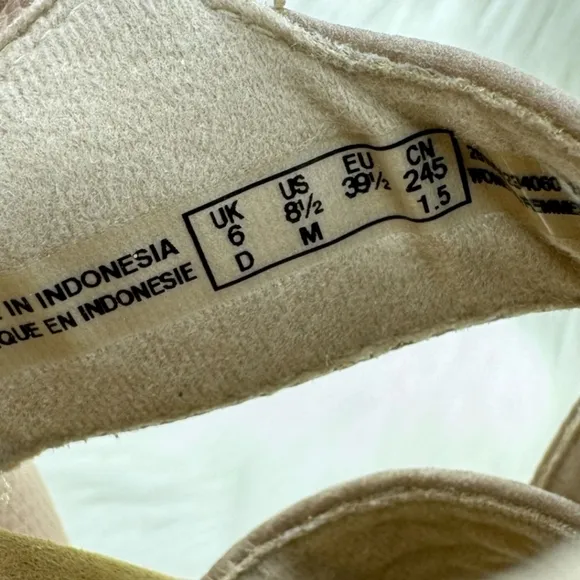 IN INDONESIA
QUE EN INDONESIE
UK US EU CN
6 8½ 39½ 245
D M 1.5